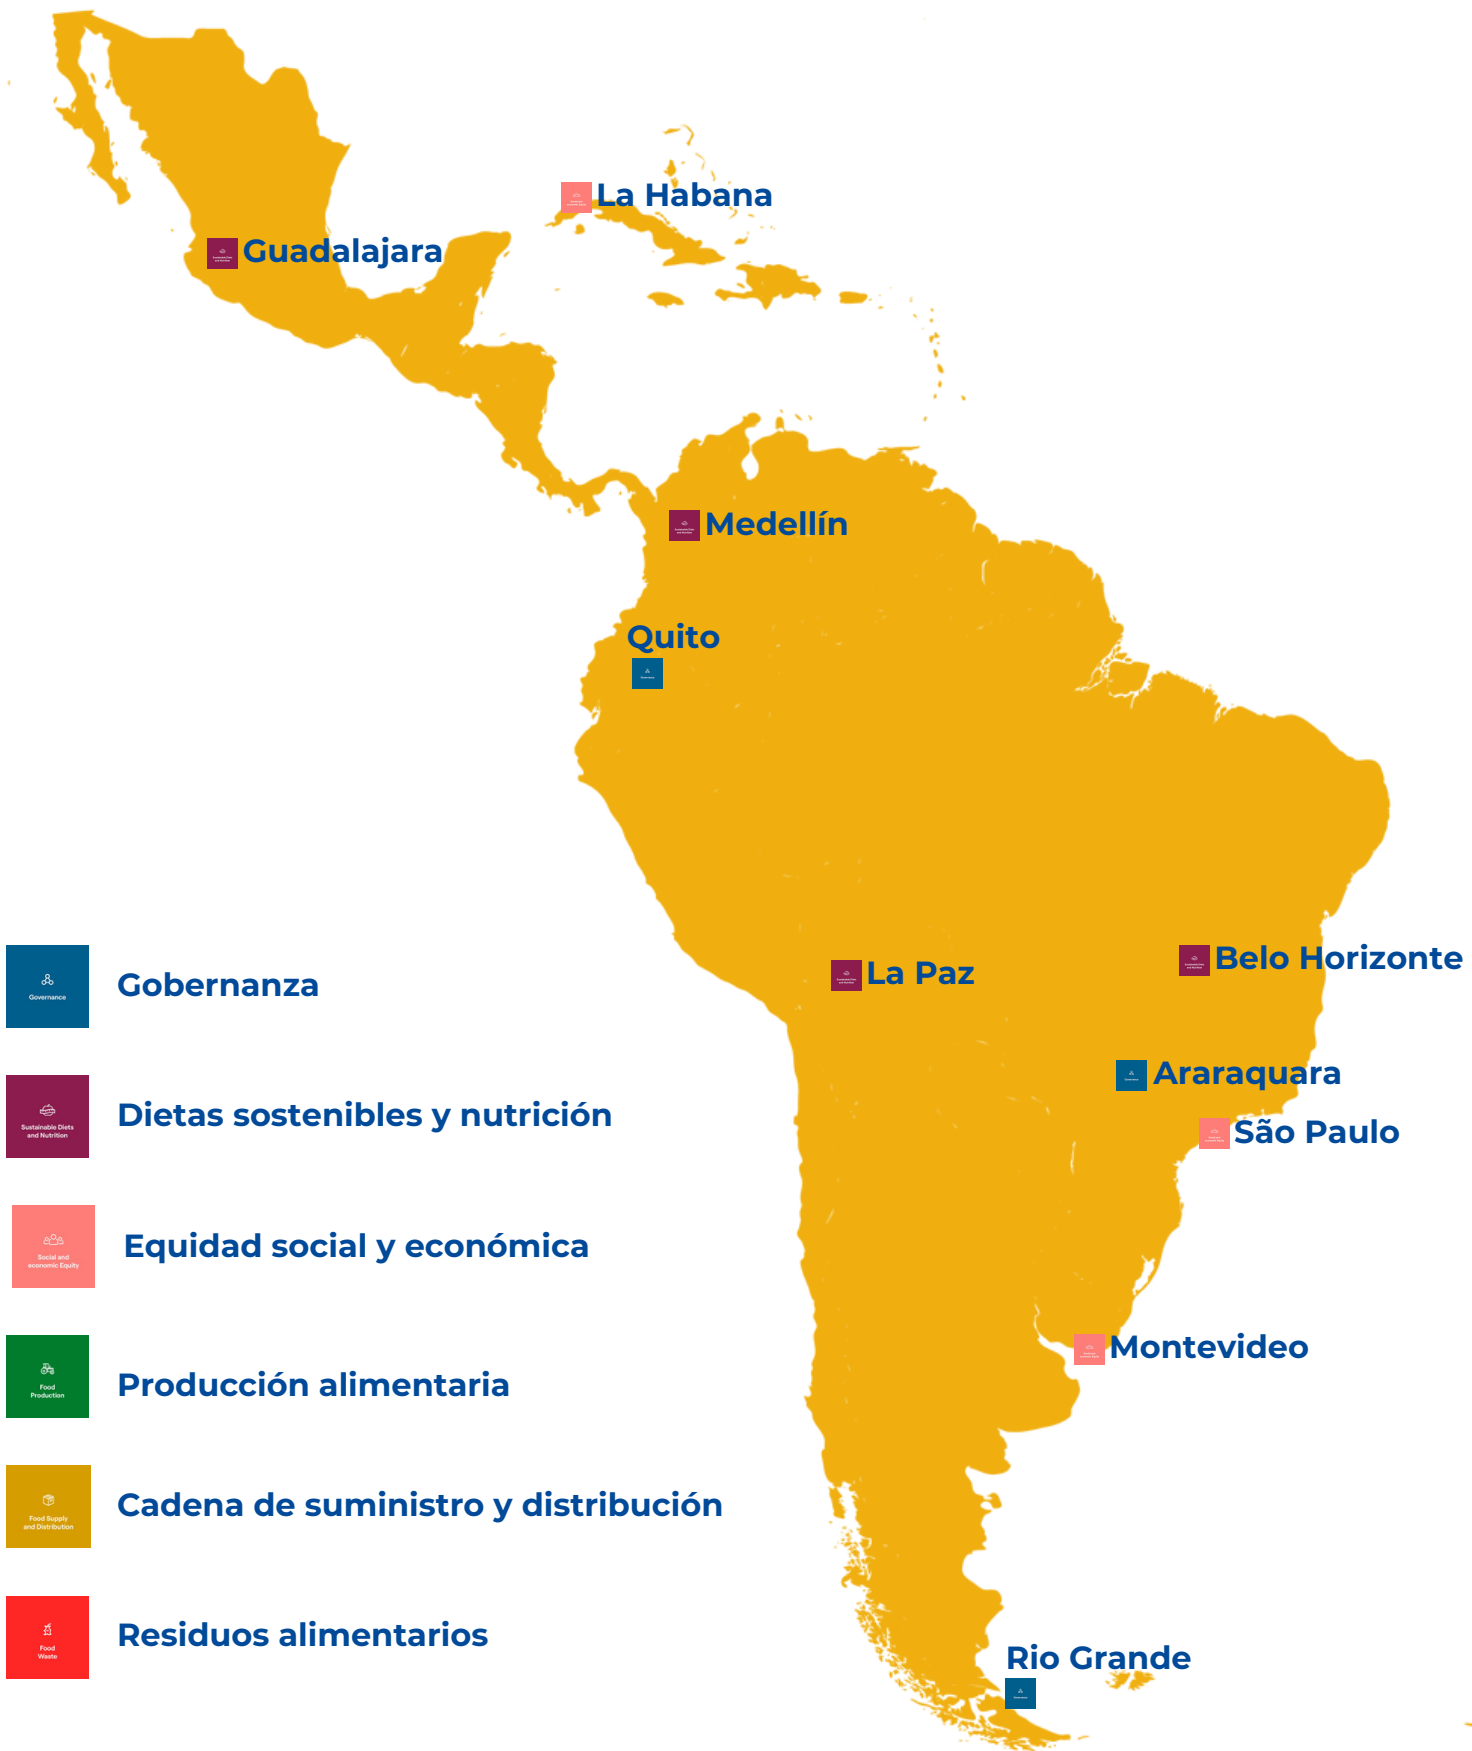 La Habana
Guadalajara
Medellín
Quito
Governance
Belo Horizonte
La Paz
Araraquara
São Paulo
Montevideo
Rio Grande
Governance
Gobernanza
Sustainable Diets
and Nutrition
Dietas sostenibles y nutrición
Social and
economic Equity
Equidad social y económica
Food
Production
Producción alimentaria
Food Supply
and Distribution
Cadena de suministro y distribución
Food
Waste
Residuos alimentarios